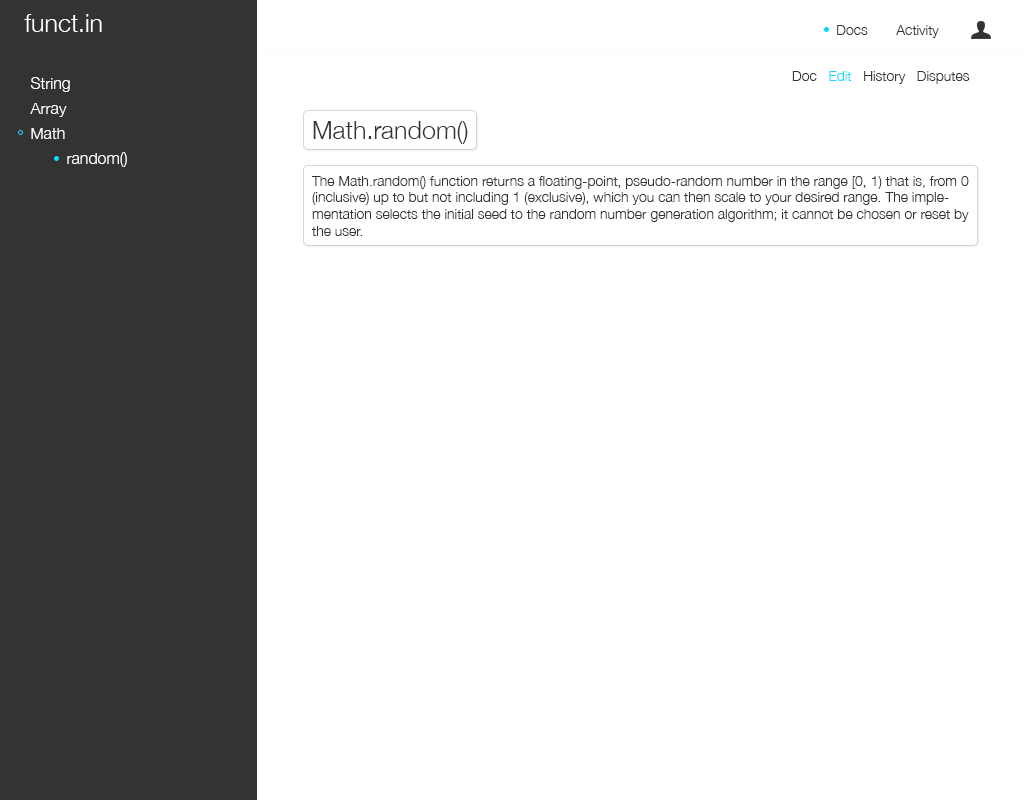 funct.in
Docs Activity
Doc Edit History Disputes
String
Array
Math
random()
Math.random()
The Math.random() function returns a floating-point, pseudo-random number in the range [0, 1) that is, from 0
(inclusive) up to but not including 1 (exclusive), which you can then scale to your desired range. The imple-
mentation selects the initial seed to the random number generation algorithm; it cannot be chosen or reset by
the user.